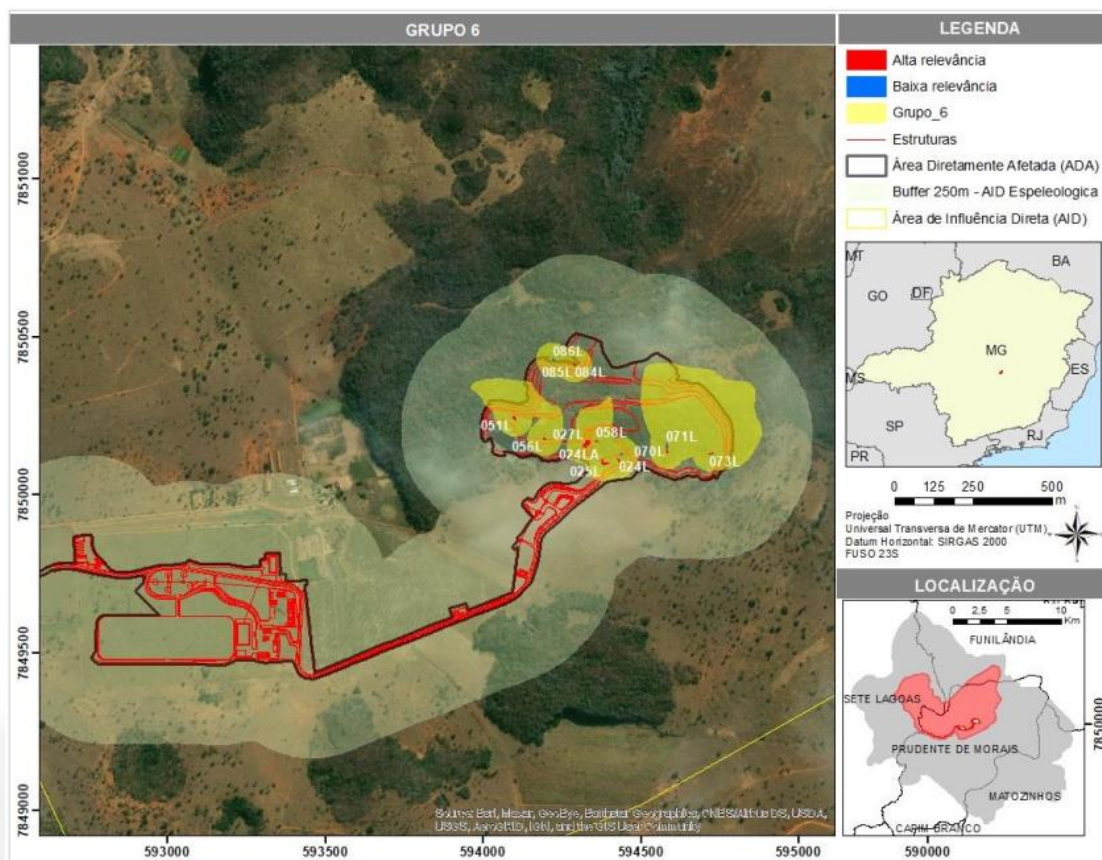 GRUPO 6
7851000
7850500
7850000
7849500
7849000
593000
593500
594000
594500
595000
086L
085L
084L
051L
056L
027L
058L
024LA
025L
024L
070L
071L
073L
LEGENDA
Alta relevância
Baixa relevância
Grupo_6
Estruturas
Área Diretamente Afetada (ADA)
Buffer 250m - AID Espeleologica
Área de Influência Direta (AID)
MT
BA
GO
DF
MG
MS
ES
SP
RJ
PR
0 125 250 500
m
Projeção
Universal Transversa de Mercator (UTM)
Datum Horizontal: SIRGAS 2000
FUSO 23S
LOCALIZAÇÃO
0 2,5 5 10
Km
FUNILÂNDIA
SETE LAGOAS
PRUDENTE DE MORAIS
MATOZINHOS
CAPIM BRANCO
7850000
590000